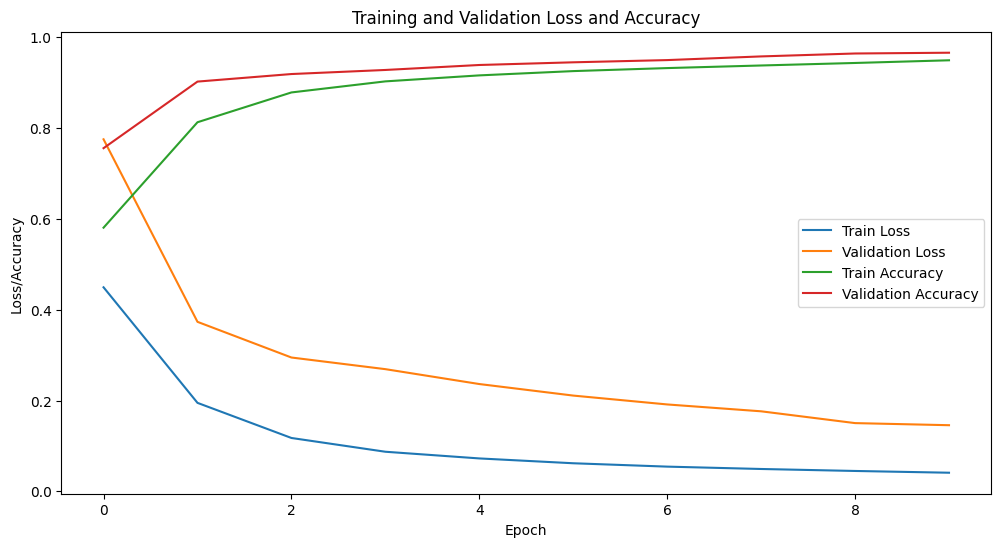 Training and Validation Loss and Accuracy
Loss/Accuracy
1.0
0.8
0.6
0.4
0.2
0.0
Train Loss
Validation Loss
Train Accuracy
Validation Accuracy
0 2 4 6 8
Epoch